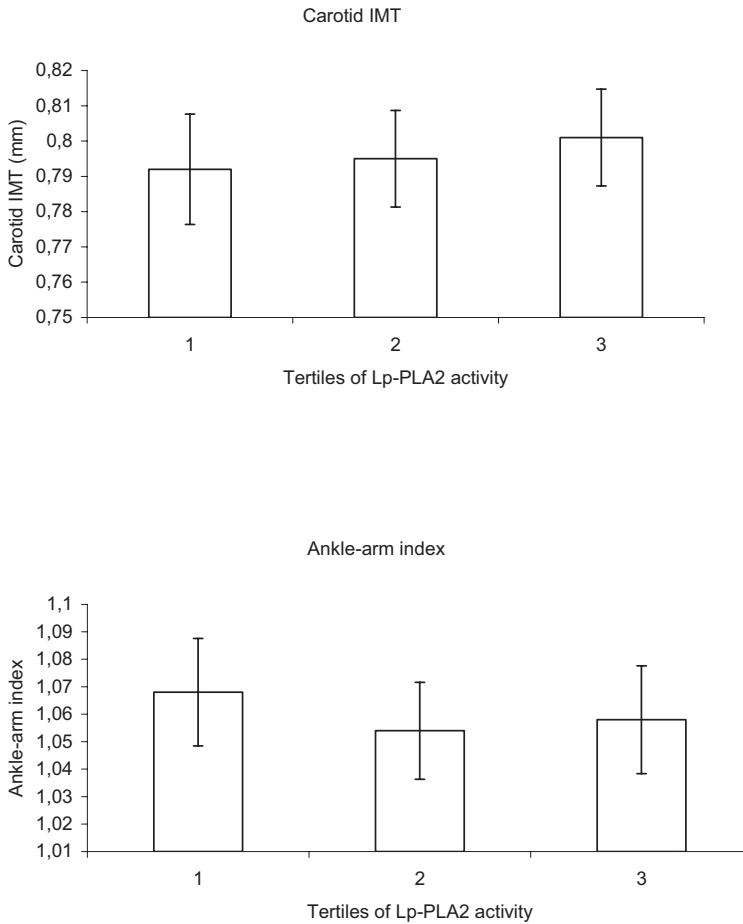 Carotid IMT
0,82
0,81
0,8
0,79
0,78
0,77
0,76
0,75
Carotid IMT (mm)
1 2 3
Tertiles of Lp-PLA2 activity
Ankle-arm index
1,1
1,09
1,08
1,07
1,06
1,05
1,04
1,03
1,02
1,01
Ankle-arm index
1 2 3
Tertiles of Lp-PLA2 activity